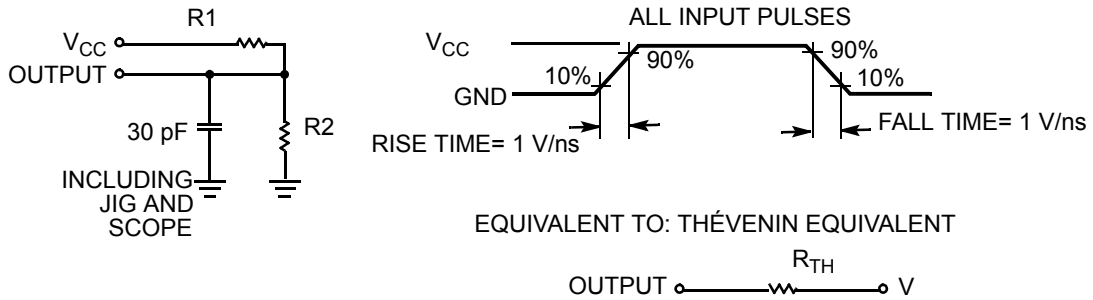 R1
V_CC
OUTPUT
30 pF
R2
INCLUDING
JIG AND
SCOPE
ALL INPUT PULSES
V_CC
GND
10%
90%
90%
10%
RISE TIME= 1 V/ns
FALL TIME= 1 V/ns
EQUIVALENT TO: THÉVENIN EQUIVALENT
R_TH
OUTPUT
V